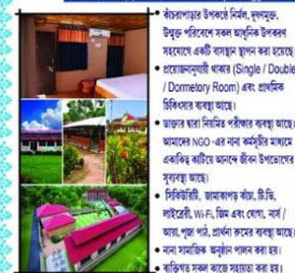 • কাঁচরাপাড়ার উপকণ্ঠে নির্মল, দূষণমুক্ত,
উন্মুক্ত পরিবেশে সকল আধুনিক উপকরণ
সহযোগে একটি বাসস্থান স্থাপন করা হয়েছে
• প্রয়োজনানুযায়ী থাকার (Single / Double
/ Dormetory Room) এবং প্রাথমিক
চিকিৎসার ব্যবস্থা আছে।
• ডাক্তার দ্বারা নিয়মিত পরীক্ষার ব্যবস্থা আছে।
আমাদের NGO -এর নানা কর্মসূচীর মাধ্যমে
একাকিত্ব কাটিয়ে আনন্দে জীবন উপভোগের
সুব্যবস্থা আছে।
• সিকিউরিটি, জামাকাপড় কাঁচা, টি.ভি,
লাইব্রেরী, Wi-Fi, জিম এবং যোগা, নার্স /
আয়া, পূজা পাঠ, প্রার্থনা রুমের ব্যবস্থা আছে।
• নানা সামাজিক অনুষ্ঠান পালন করা হয়।
• ব্যক্তিগত সকল কাজে সহায়তা করা হয়।